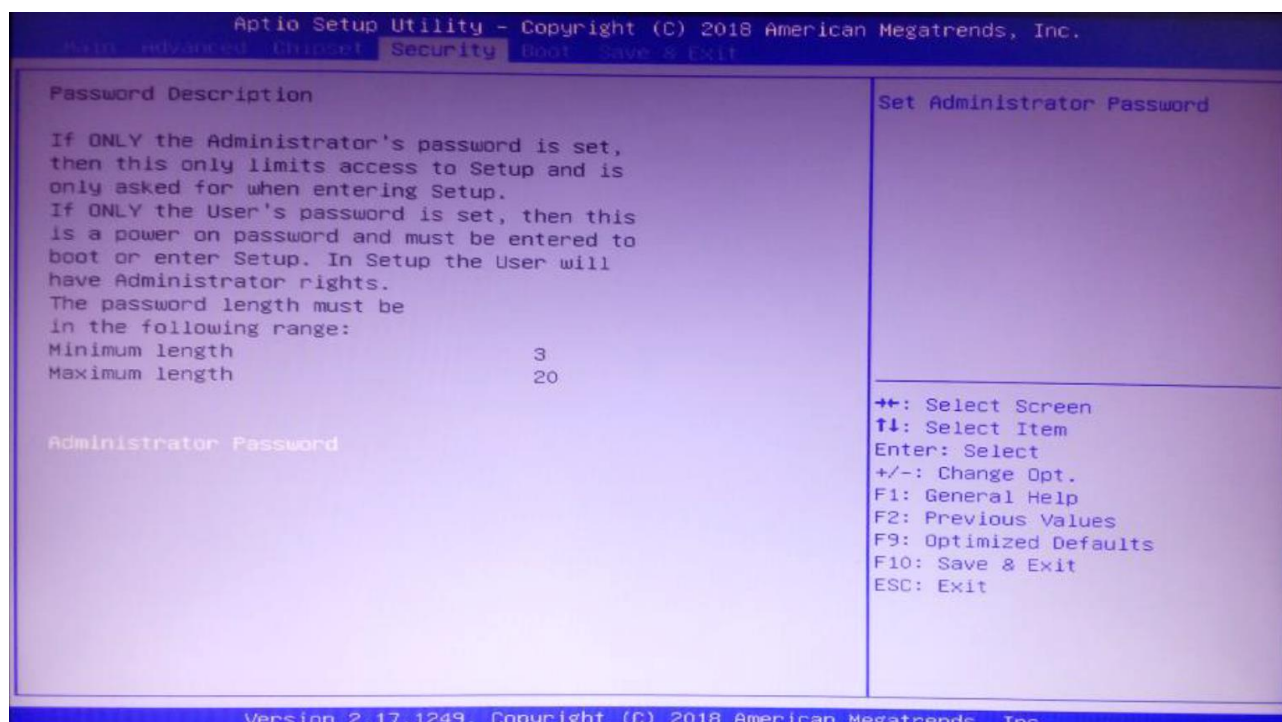 Aptio Setup Utility – Copyright (C) 2018 American Megatrends, Inc.
Main Advanced Chipset Security Boot Save & Exit
Password Description
If ONLY the Administrator's password is set,
then this only limits access to Setup and is
only asked for when entering Setup.
If ONLY the User's password is set, then this
is a power on password and must be entered to
boot or enter Setup. In Setup the User will
have Administrator rights.
The password length must be
in the following range:
Minimum length 3
Maximum length 20
Administrator Password
Set Administrator Password
→←: Select Screen
↑↓: Select Item
Enter: Select
+/-: Change Opt.
F1: General Help
F2: Previous Values
F9: Optimized Defaults
F10: Save & Exit
ESC: Exit
Version 2.17.1249. Copyright (C) 2018 American Megatrends, Inc.